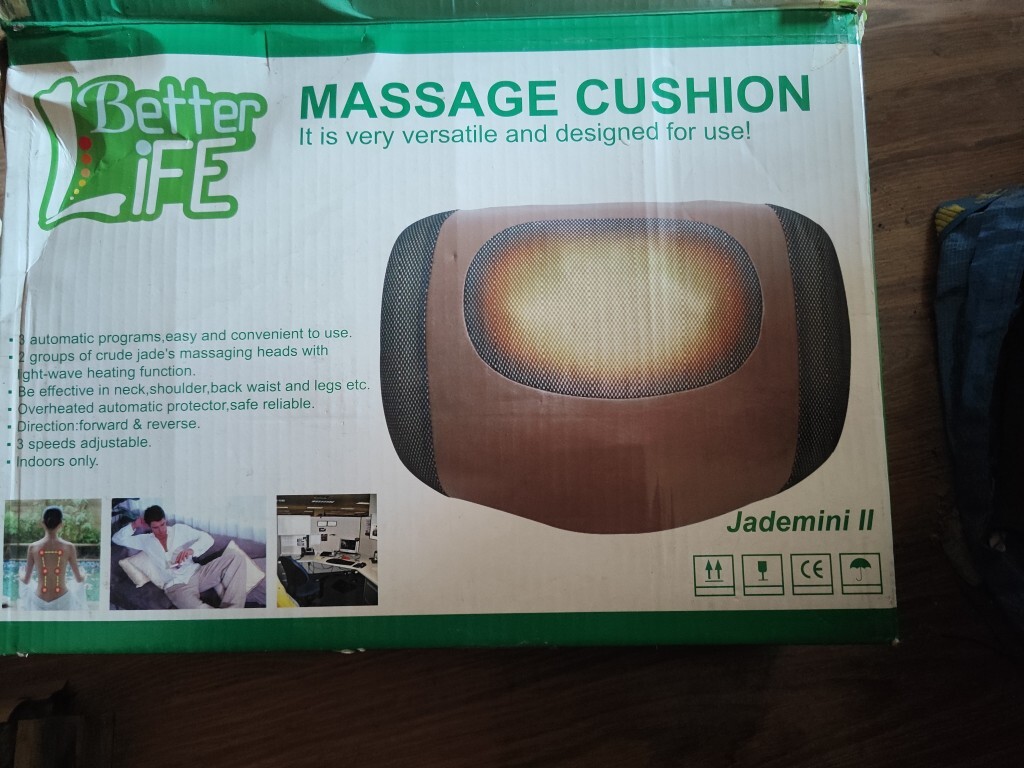 Better
LiFE
MASSAGE CUSHION
It is very versatile and designed for use!
▪ 3 automatic programs,easy and convenient to use.
▪ 2 groups of crude jade's massaging heads with
light-wave heating function.
▪ Be effective in neck,shoulder,back waist and legs etc.
▪ Overheated automatic protector,safe reliable.
▪ Direction:forward & reverse.
▪ 3 speeds adjustable.
▪ Indoors only.
Jademini II
CE